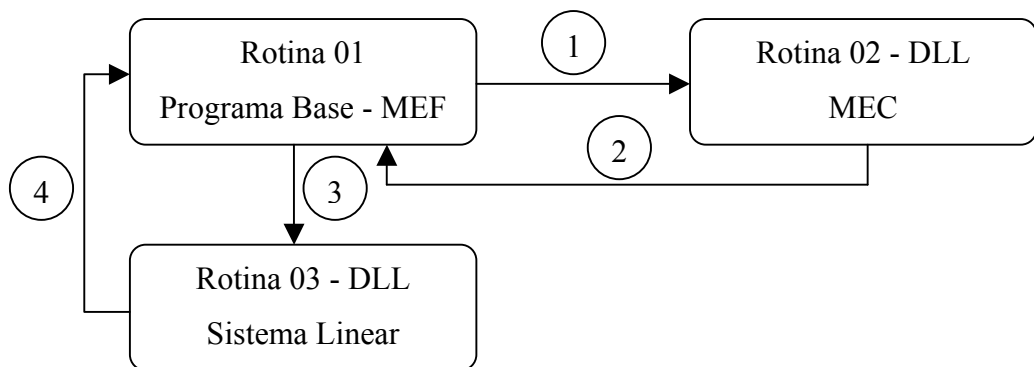 Rotina 01
Programa Base - MEF
1
Rotina 02 - DLL
MEC
2
4
3
Rotina 03 - DLL
Sistema Linear